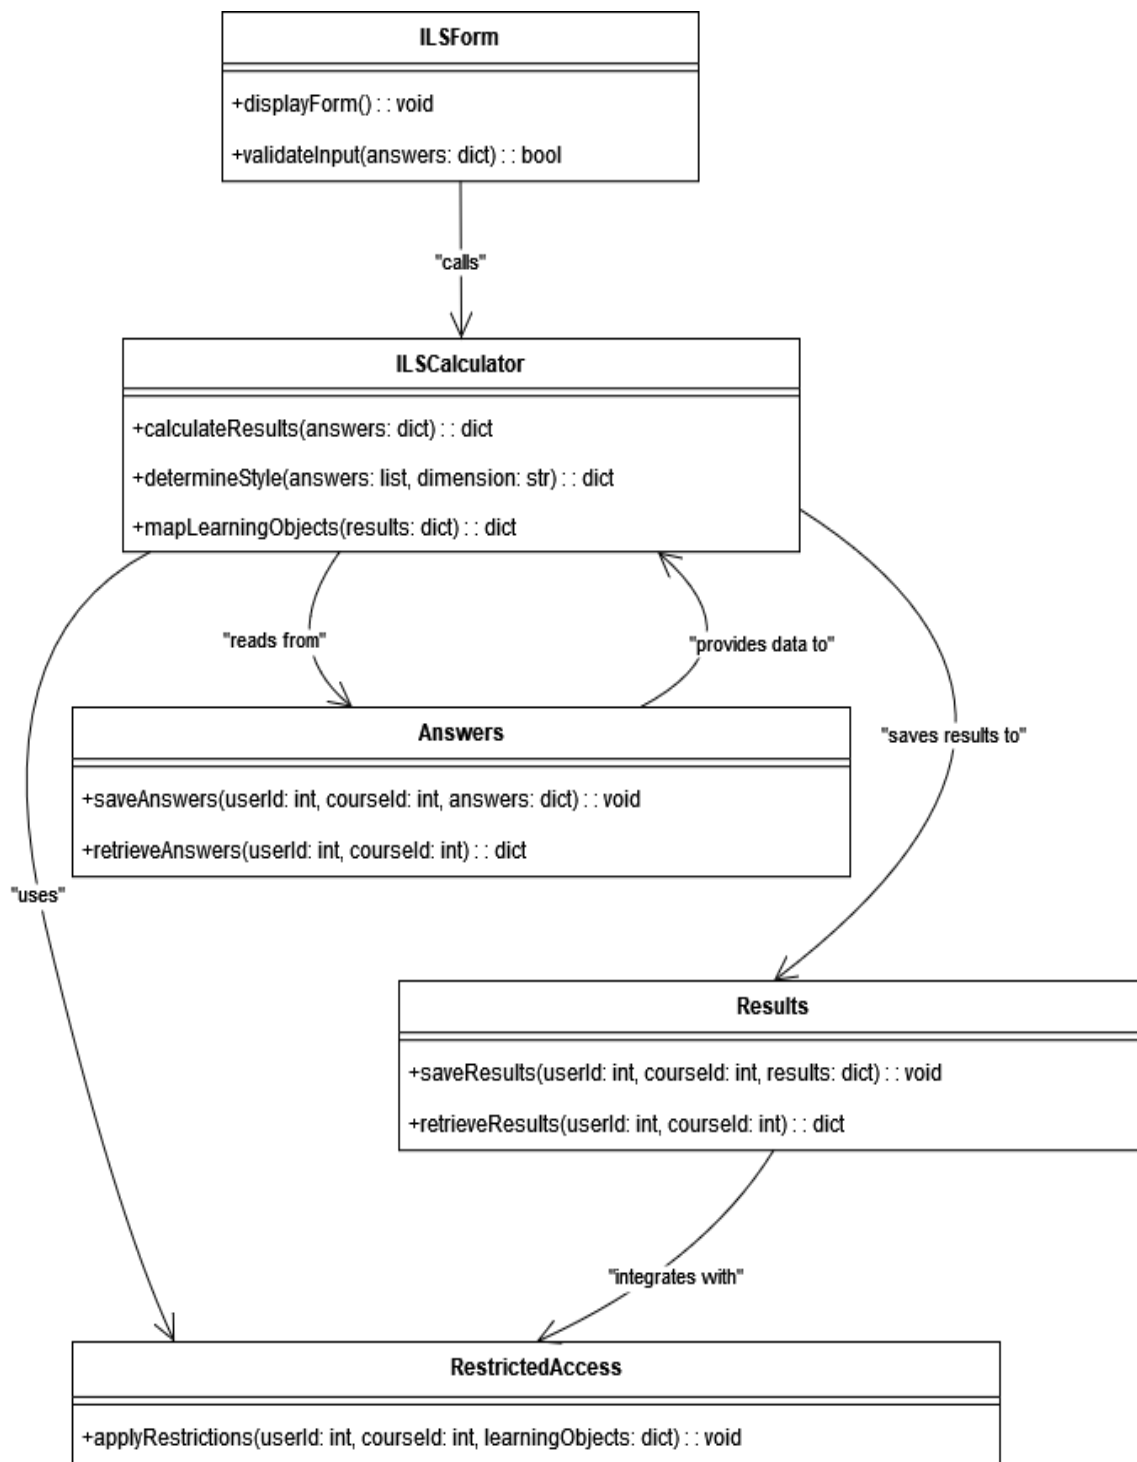 ILSForm
+displayForm() : : void
+validateInput(answers: dict) : : bool
"calls"
ILSCalculator
+calculateResults(answers: dict) : : dict
+determineStyle(answers: list, dimension: str) : : dict
+mapLearningObjects(results: dict) : : dict
"reads from"
"provides data to"
Answers
"saves results to"
+saveAnswers(userId: int, courseId: int, answers: dict) : : void
+retrieveAnswers(userId: int, courseId: int) : : dict
"uses"
Results
+saveResults(userId: int, courseId: int, results: dict) : : void
+retrieveResults(userId: int, courseId: int) : : dict
"integrates with"
RestrictedAccess
+applyRestrictions(userId: int, courseId: int, learningObjects: dict) : : void